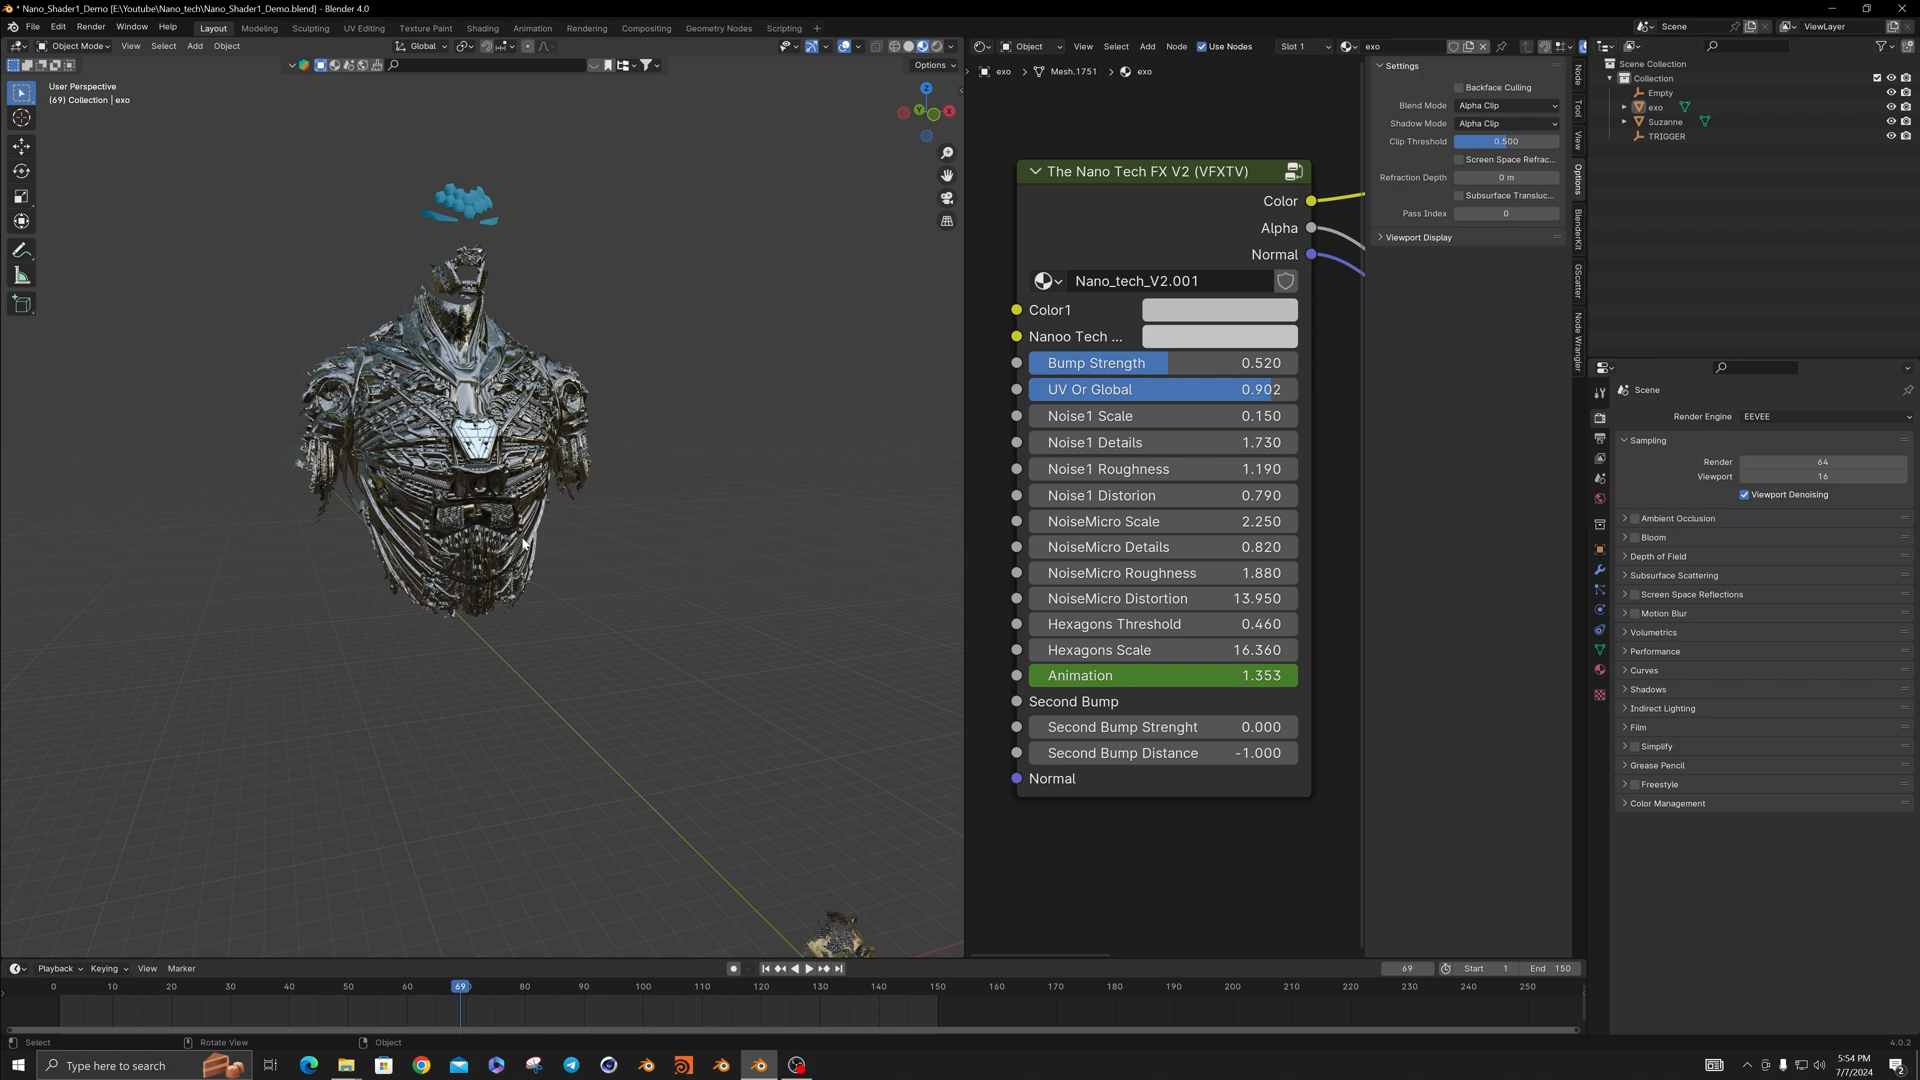 * Nano_Shader1_Demo [E:\Youtube\Nano_tech\Nano_Shader1_Demo.blend] - Blender 4.0
File Edit Render Window Help Layout Modeling Sculpting UV Editing Texture Paint Shading Animation Rendering Compositing Geometry Nodes Scripting + Scene ViewLayer
Object Mode View Select Add Object Global Object View Select Add Node Use Nodes Slot 1 exo
Options
exo > Mesh.1751 > exo
User Perspective
(69) Collection | exo
Z
Y
X
The Nano Tech FX V2 (VFXTV)
Color
Alpha
Normal
Nano_tech_V2.001
Color1
Nanoo Tech ...
Bump Strength 0.520
UV Or Global 0.902
Noise1 Scale 0.150
Noise1 Details 1.730
Noise1 Roughness 1.190
Noise1 Distorion 0.790
NoiseMicro Scale 2.250
NoiseMicro Details 0.820
NoiseMicro Roughness 1.880
NoiseMicro Distortion 13.950
Hexagons Threshold 0.460
Hexagons Scale 16.360
Animation 1.353
Second Bump
Second Bump Strenght 0.000
Second Bump Distance -1.000
Normal
Settings
Backface Culling
Blend Mode Alpha Clip
Shadow Mode Alpha Clip
Clip Threshold 0.500
Screen Space Refrac...
Refraction Depth 0 m
Subsurface Transluc...
Pass Index 0
Viewport Display
Node
Tool
View
Options
BlenderKit
GScatter
Node Wrangler
Scene Collection
Collection
Empty
exo
Suzanne
TRIGGER
Scene
Render Engine EEVEE
Sampling
Render 64
Viewport 16
Viewport Denoising
Ambient Occlusion
Bloom
Depth of Field
Subsurface Scattering
Screen Space Reflections
Motion Blur
Volumetrics
Performance
Curves
Shadows
Indirect Lighting
Film
Simplify
Grease Pencil
Freestyle
Color Management
Playback Keying View Marker 69 Start 1 End 150
0 10 20 30 40 50 60 69 80 90 100 110 120 130 140 150 160 170 180 190 200 210 220 230 240 250
Select Rotate View Object 4.0.2
Type here to search
5:54 PM
7/7/2024
2